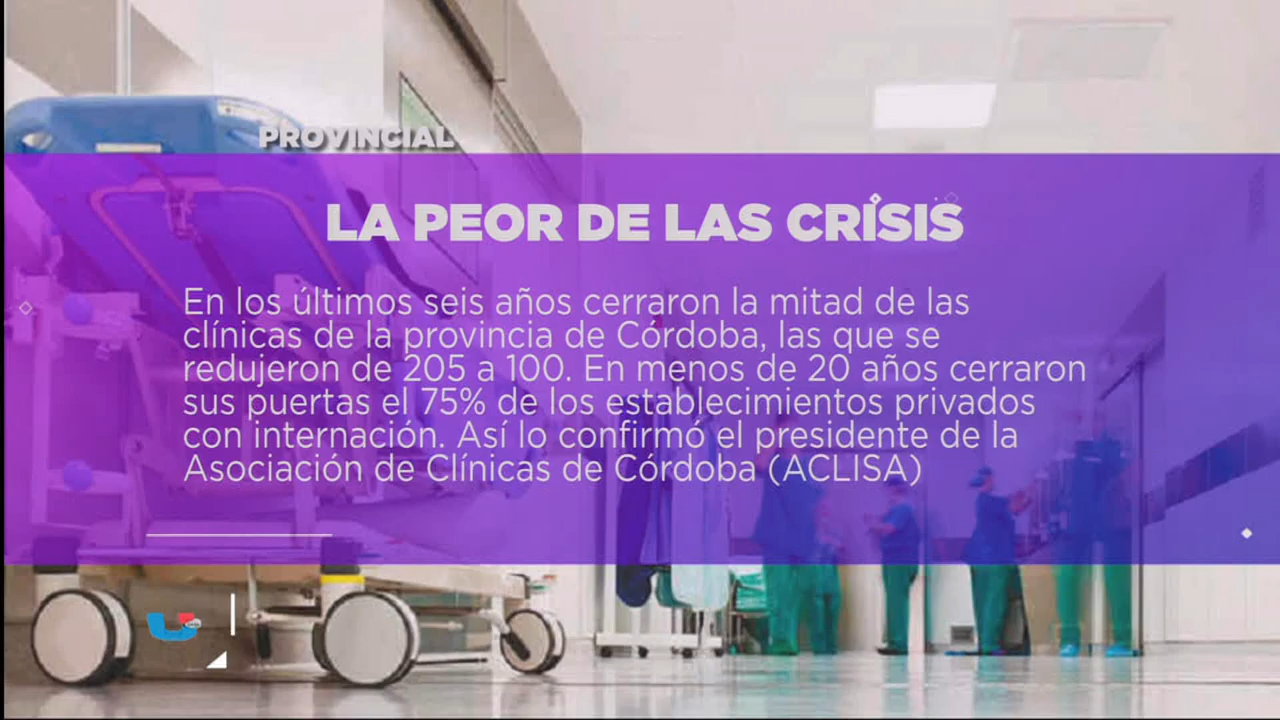 PROVINCIAL
LA PEOR DE LAS CRISIS
En los últimos seis años cerraron la mitad de las
clínicas de la provincia de Córdoba, las que se
redujeron de 205 a 100. En menos de 20 años cerraron
sus puertas el 75% de los establecimientos privados
con internación. Así lo confirmó el presidente de la
Asociación de Clínicas de Córdoba (ACLISA)